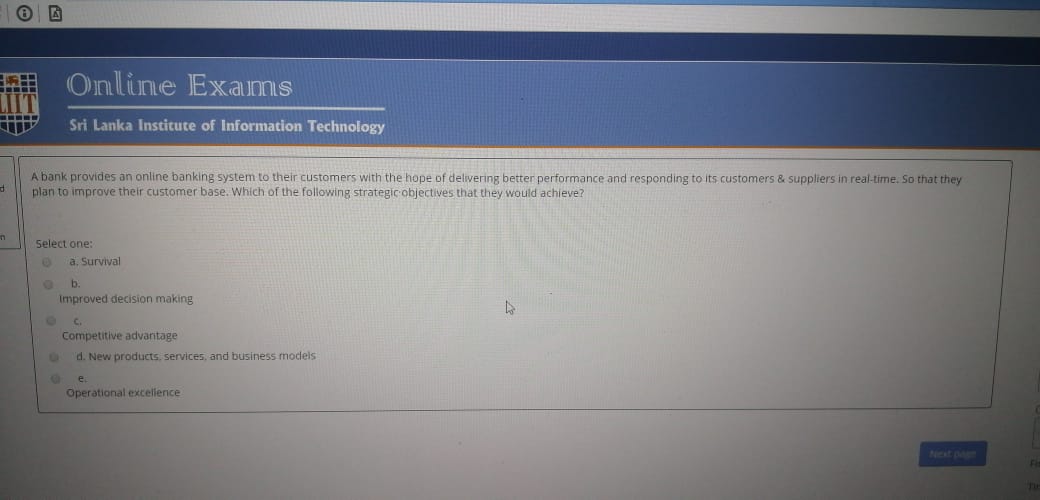 Online Exams
Sri Lanka Institute of Information Technology
A bank provides an online banking system to their customers with the hope of delivering better performance and responding to its customers & suppliers in real-time. So that they
plan to improve their customer base. Which of the following strategic objectives that they would achieve?
Select one:
a. Survival
b.
Improved decision making
c.
Competitive advantage
d. New products, services, and business models
e.
Operational excellence
Next page